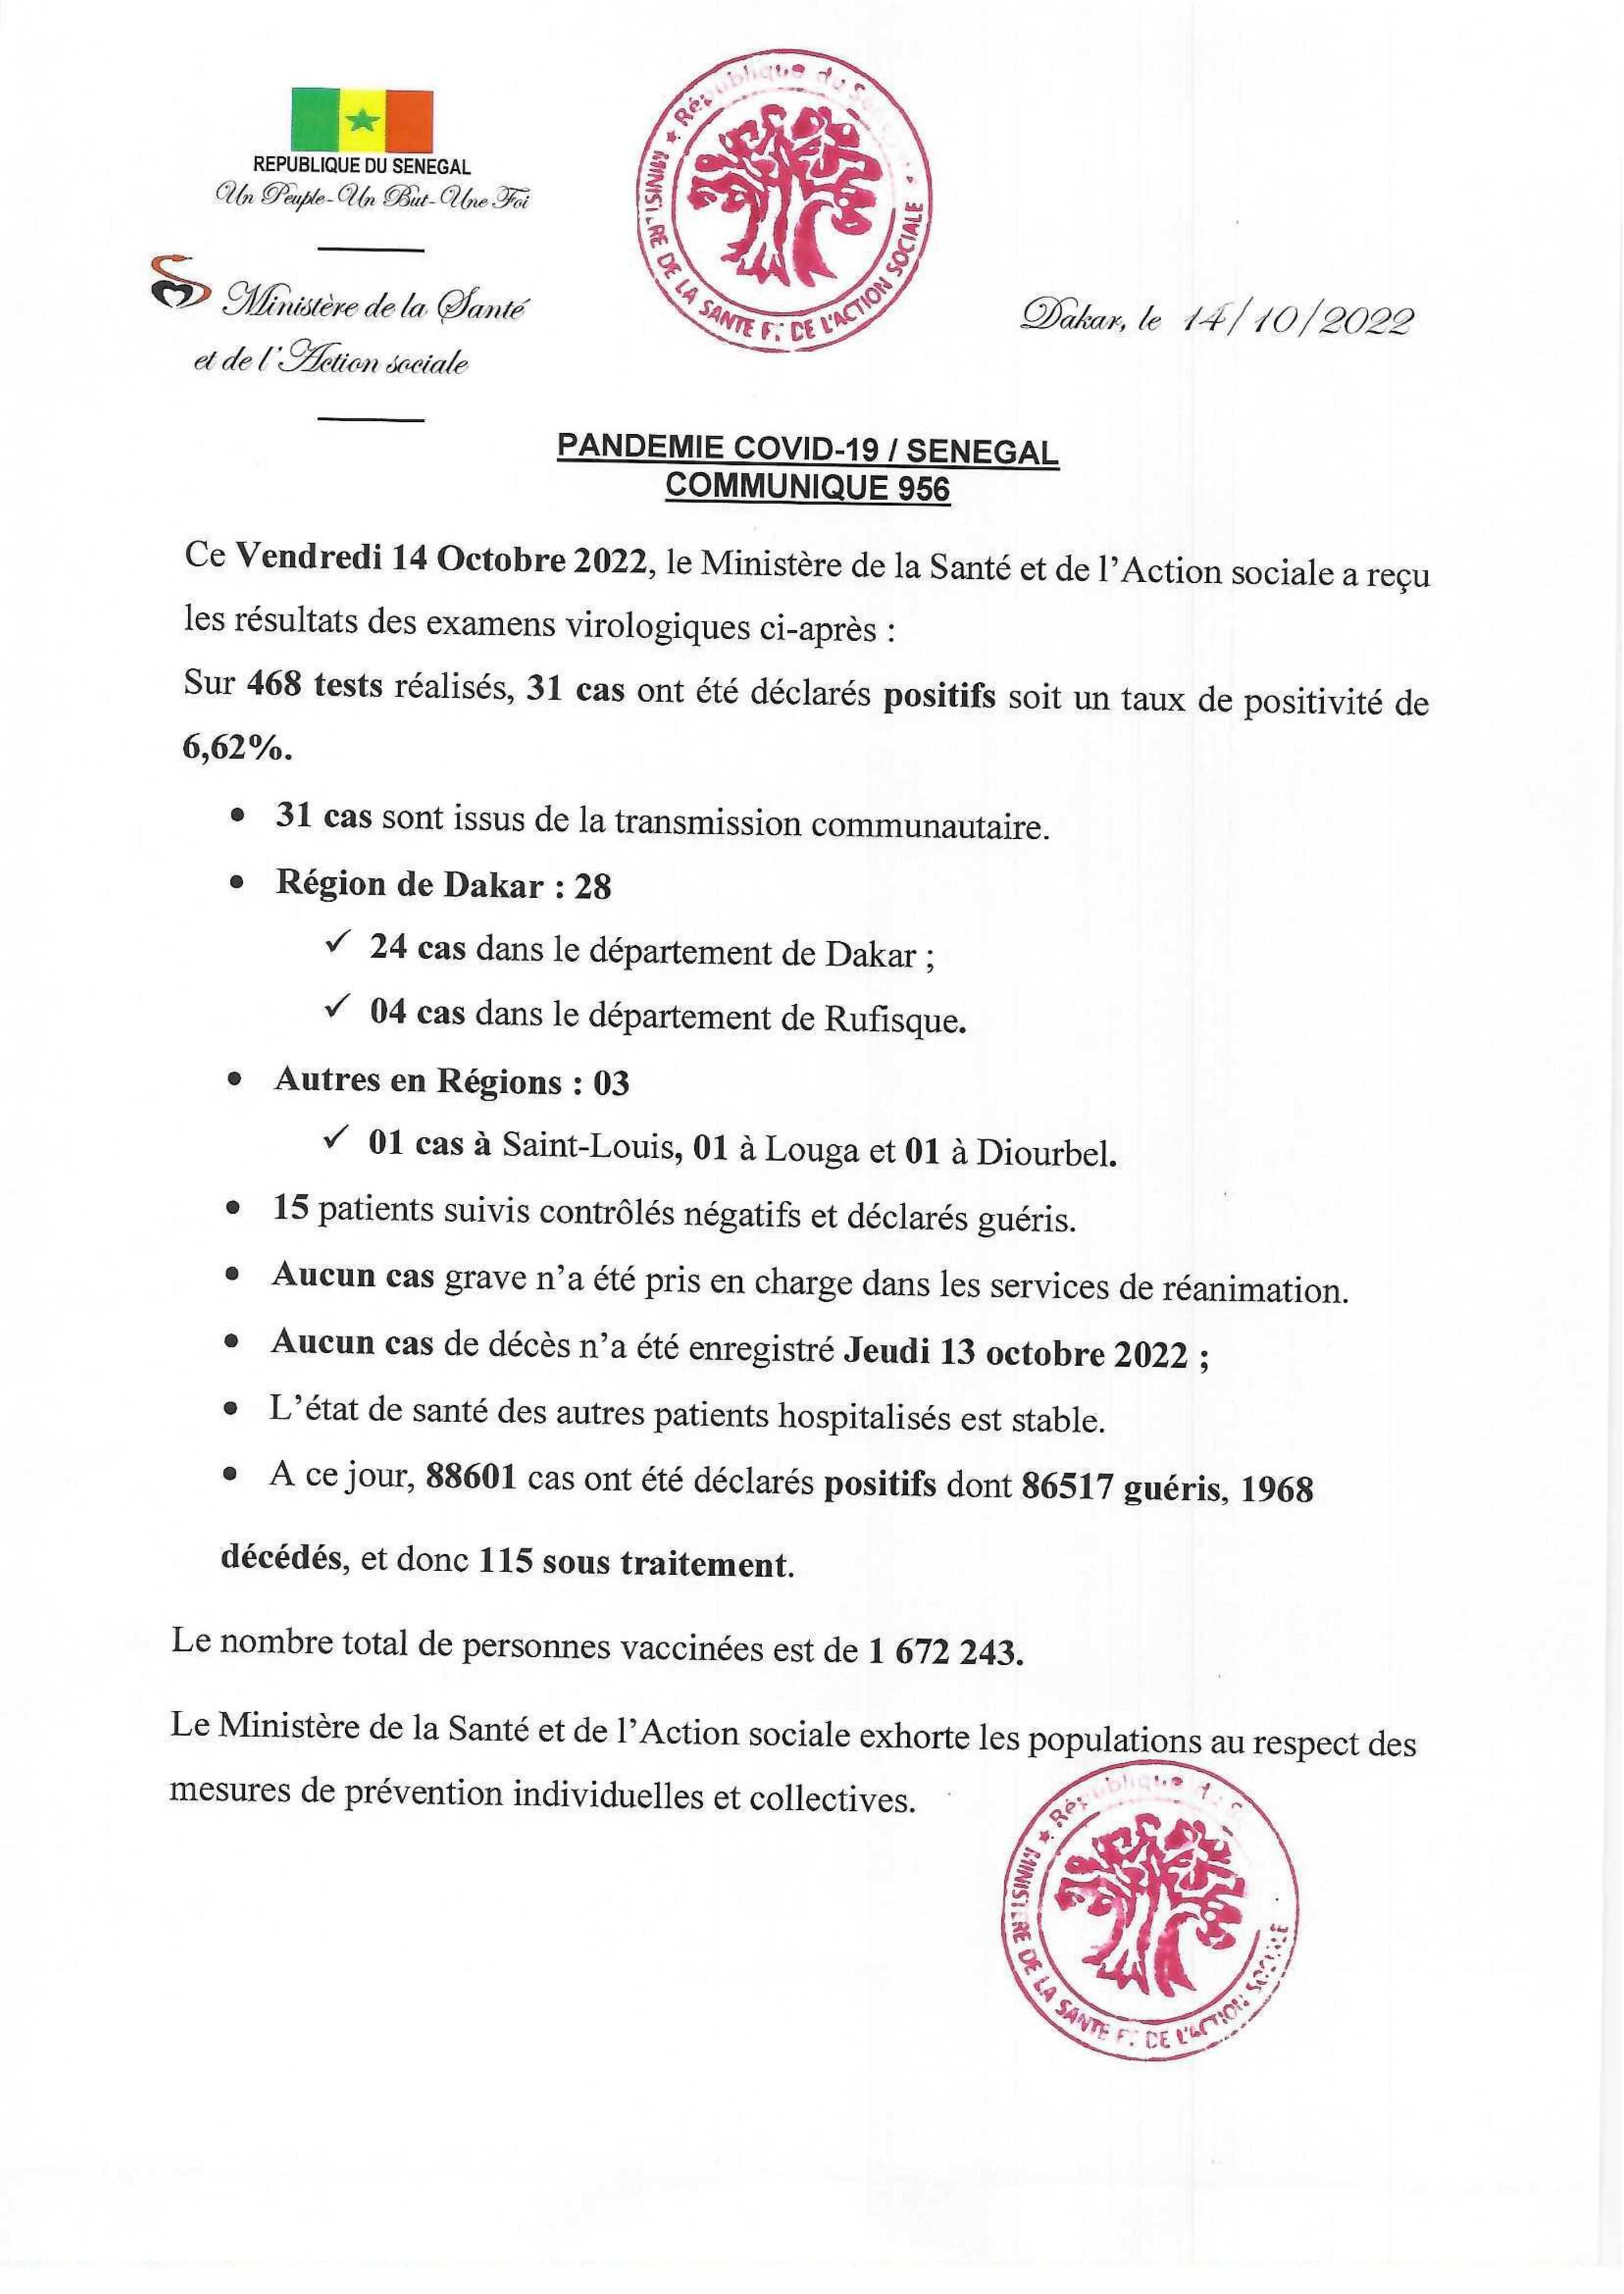 REPUBLIQUE DU SENEGAL
Un Peuple-Un But-Une Foi
Ministère de la Santé
et de l'Action sociale
République du
MINISTRE DE LA SANTE ET DE L'ACTION SOCIALE
Dakar, le 14/10/2022
PANDEMIE COVID-19 / SENEGAL
COMMUNIQUE 956
Ce Vendredi 14 Octobre 2022, le Ministère de la Santé et de l'Action sociale a reçu
les résultats des examens virologiques ci-après :
Sur 468 tests réalisés, 31 cas ont été déclarés positifs soit un taux de positivité de
6,62%.
• 31 cas sont issus de la transmission communautaire.
• Région de Dakar : 28
✓ 24 cas dans le département de Dakar ;
✓ 04 cas dans le département de Rufisque.
• Autres en Régions : 03
✓ 01 cas à Saint-Louis, 01 à Louga et 01 à Diourbel.
• 15 patients suivis contrôlés négatifs et déclarés guéris.
• Aucun cas grave n'a été pris en charge dans les services de réanimation.
• Aucun cas de décès n'a été enregistré Jeudi 13 octobre 2022 ;
• L'état de santé des autres patients hospitalisés est stable.
• A ce jour, 88601 cas ont été déclarés positifs dont 86517 guéris, 1968
décédés, et donc 115 sous traitement.
Le nombre total de personnes vaccinées est de 1 672 243.
Le Ministère de la Santé et de l'Action sociale exhorte les populations au respect des
mesures de prévention individuelles et collectives.
République
MINISTERE DE LA SANTE ET DE L'ACTION SOCIALE